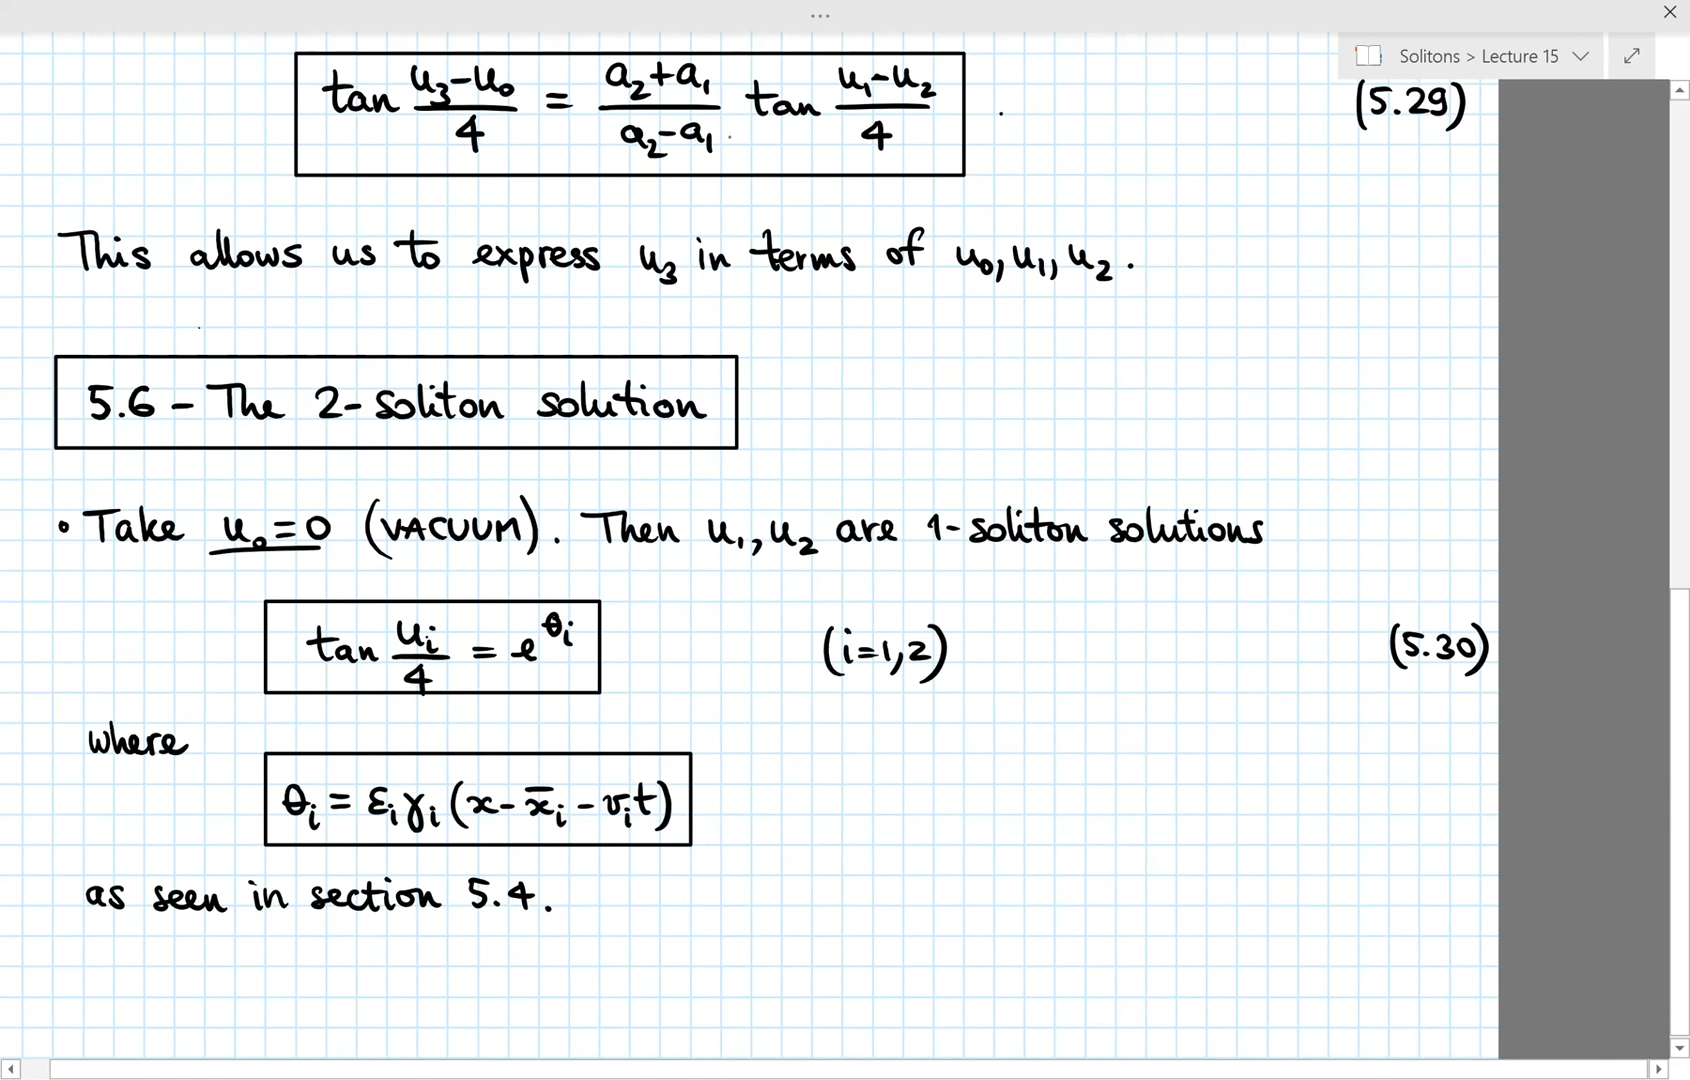 Solitons > Lecture 15
tan (u₃-u₀)/4 = (a₂+a₁)/(a₂-a₁) tan (u₁-u₂)/4 . (5.29)
This allows us to express u₃ in terms of u₀, u₁, u₂.
5.6 - The 2-soliton solution
• Take u₀=0 (VACUUM). Then u₁, u₂ are 1-soliton solutions
tan uᵢ/4 = e^θᵢ (i=1,2) (5.30)
where
θᵢ = εᵢγᵢ(x-x̄ᵢ-vᵢt)
as seen in section 5.4.